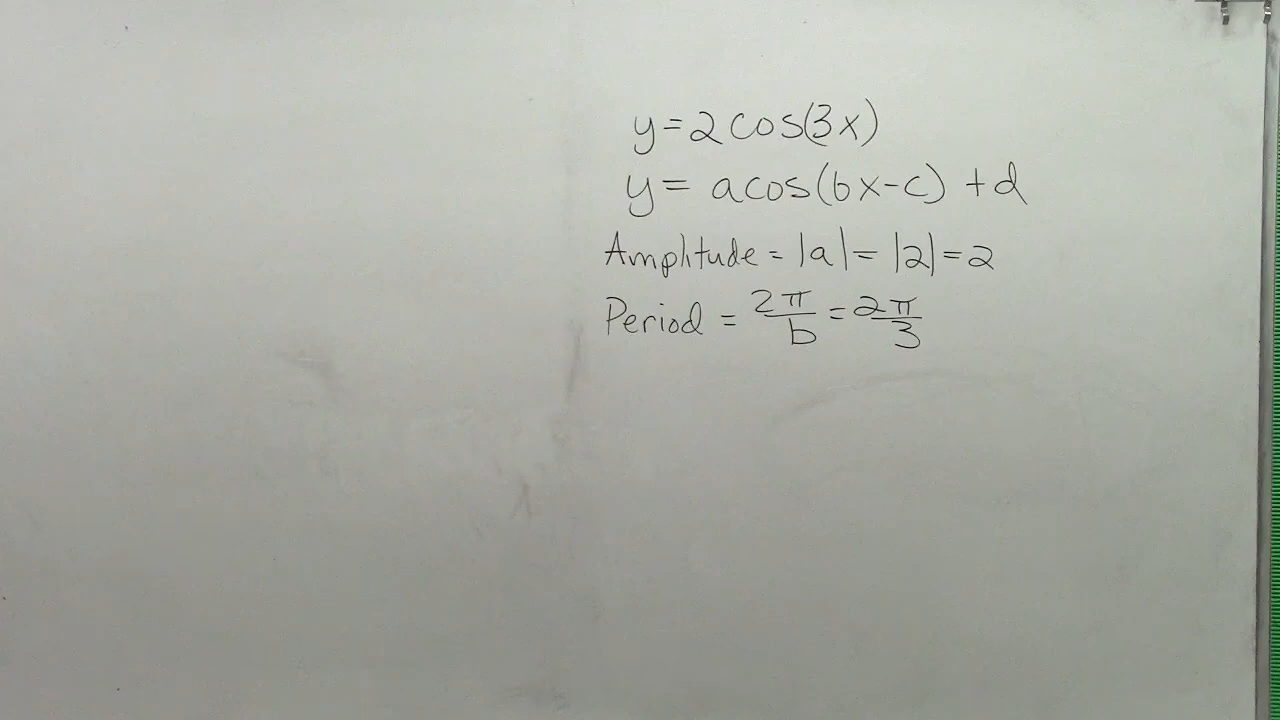 y=2cos(3x)
y= acos(bx-c) +d
Amplitude = |a|= |2|=2
Period = 2π/b = 2π/3